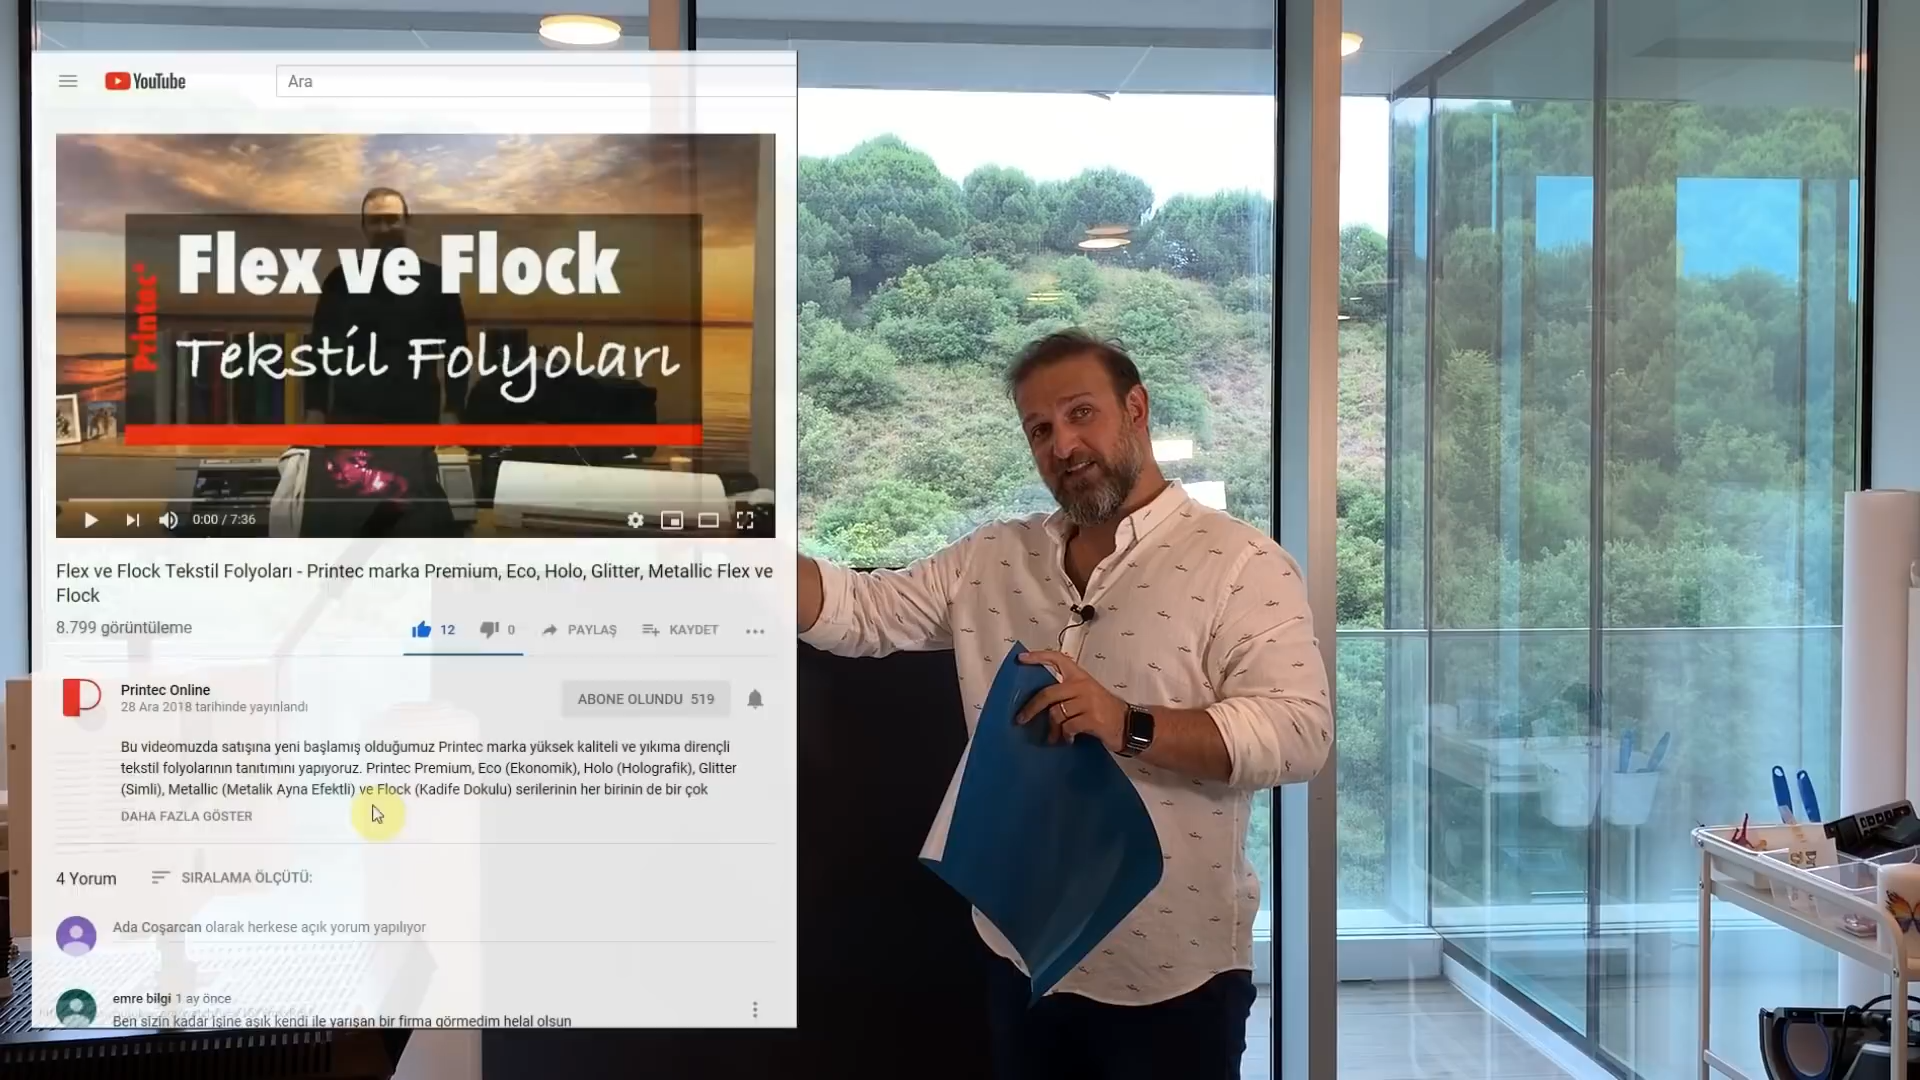 YouTube
Ara
Printec
Flex ve Flock
Tekstil Folyoları
0:00 / 7:36
Flex ve Flock Tekstil Folyoları - Printec marka Premium, Eco, Holo, Glitter, Metallic Flex ve
Flock
8.799 görüntüleme
12
0
PAYLAŞ
KAYDET
Printec Online
28 Ara 2018 tarihinde yayınlandı
ABONE OLUNDU 519
Bu videomuzda satışına yeni başlamış olduğumuz Printec marka yüksek kaliteli ve yıkıma dirençli
tekstil folyolarının tanıtımını yapıyoruz. Printec Premium, Eco (Ekonomik), Holo (Holografik), Glitter
(Simli), Metallic (Metalik Ayna Efektli) ve Flock (Kadife Dokulu) serilerinin her birinin de bir çok
DAHA FAZLA GÖSTER
4 Yorum
SIRALAMA ÖLÇÜTÜ:
Ada Coşarcan olarak herkese açık yorum yapılıyor
emre bilgi 1 ay önce
Ben sizin kadar işine aşık kendi ile yarışan bir firma görmedim helal olsun